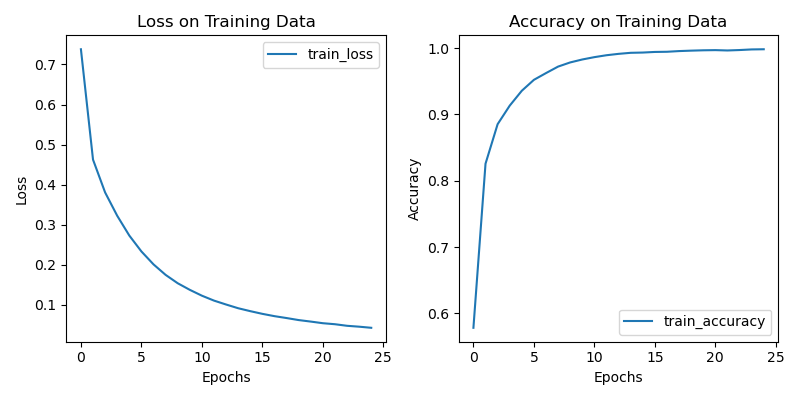 Loss on Training Data
train_loss
0.7
0.6
0.5
0.4
0.3
0.2
0.1
Loss
0 5 10 15 20 25
Epochs
Accuracy on Training Data
1.0
0.9
0.8
0.7
0.6
Accuracy
train_accuracy
0 5 10 15 20 25
Epochs